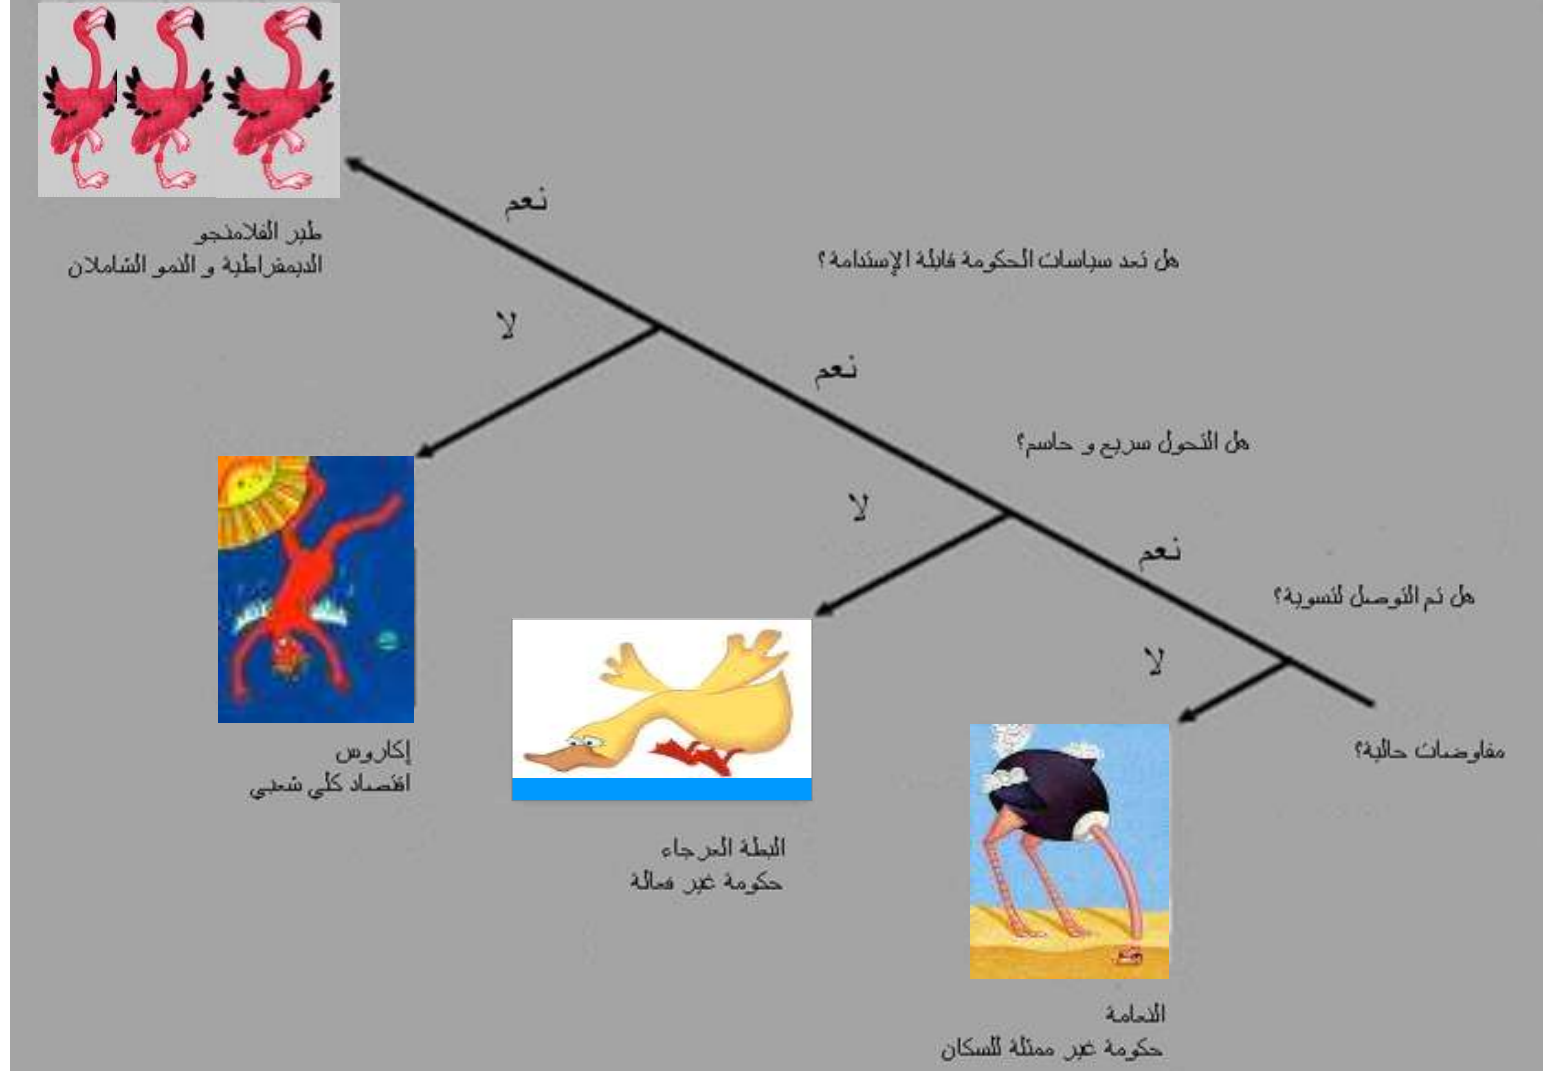 طير الفلامنجو
الديمقراطية و النمو الشاملان
نعم
هل تعد سياسات الحكومة قابلة الإستدامة؟
لا
نعم
هل التحول سريع و حاسم؟
لا
نعم
هل تم التوصل لتسوية؟
لا
مفاوضات حالية؟
إكاروس
اقتصاد كلي شعبي
البطة العرجاء
حكومة غير فعالة
النعامة
حكومة غير ممثلة للسكان